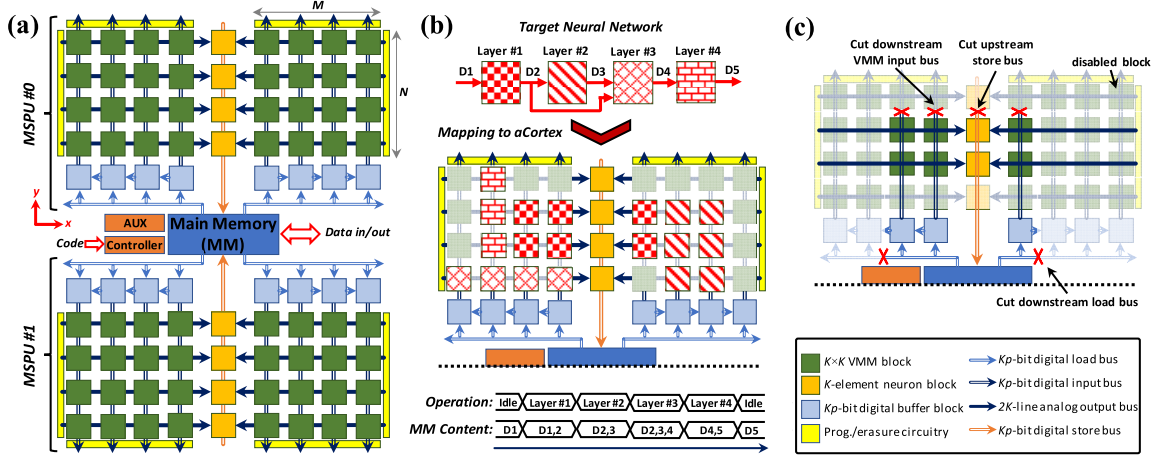 (a)
M
N
MSPU #0
y
x
AUX
Code
Controller
Main Memory
(MM)
Data in/out
MSPU #1
(b)
Target Neural Network
Layer #1
Layer #2
Layer #3
Layer #4
D1
D2
D3
D4
D5
Mapping to aCortex
Operation:
Idle
Layer #1
Layer #2
Layer #3
Layer #4
Idle
MM Content:
D1
D1,2
D2,3
D2,3,4
D4,5
D5
(c)
Cut downstream
VMM input bus
Cut upstream
store bus
disabled block
Cut downstream load bus
K×K VMM block
K-element neuron block
Kp-bit digital buffer block
Prog./erasure circuitry
Kp-bit digital load bus
Kp-bit digital input bus
2K-line analog output bus
Kp-bit digital store bus